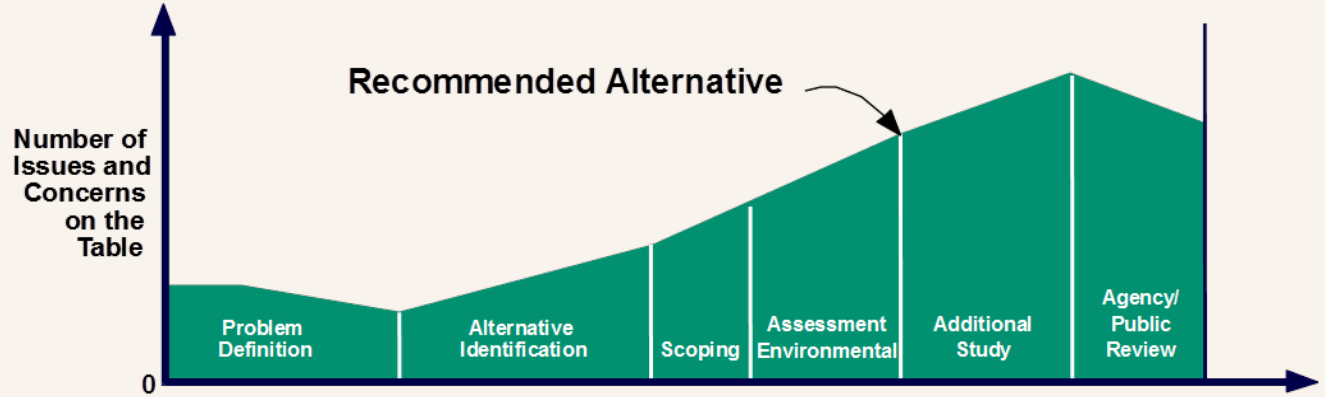 Recommended Alternative
Number of
Issues and
Concerns
on the
Table
Problem
Definition
Alternative
Identification
Scoping
Assessment
Environmental
Additional
Study
Agency/
Public
Review
0